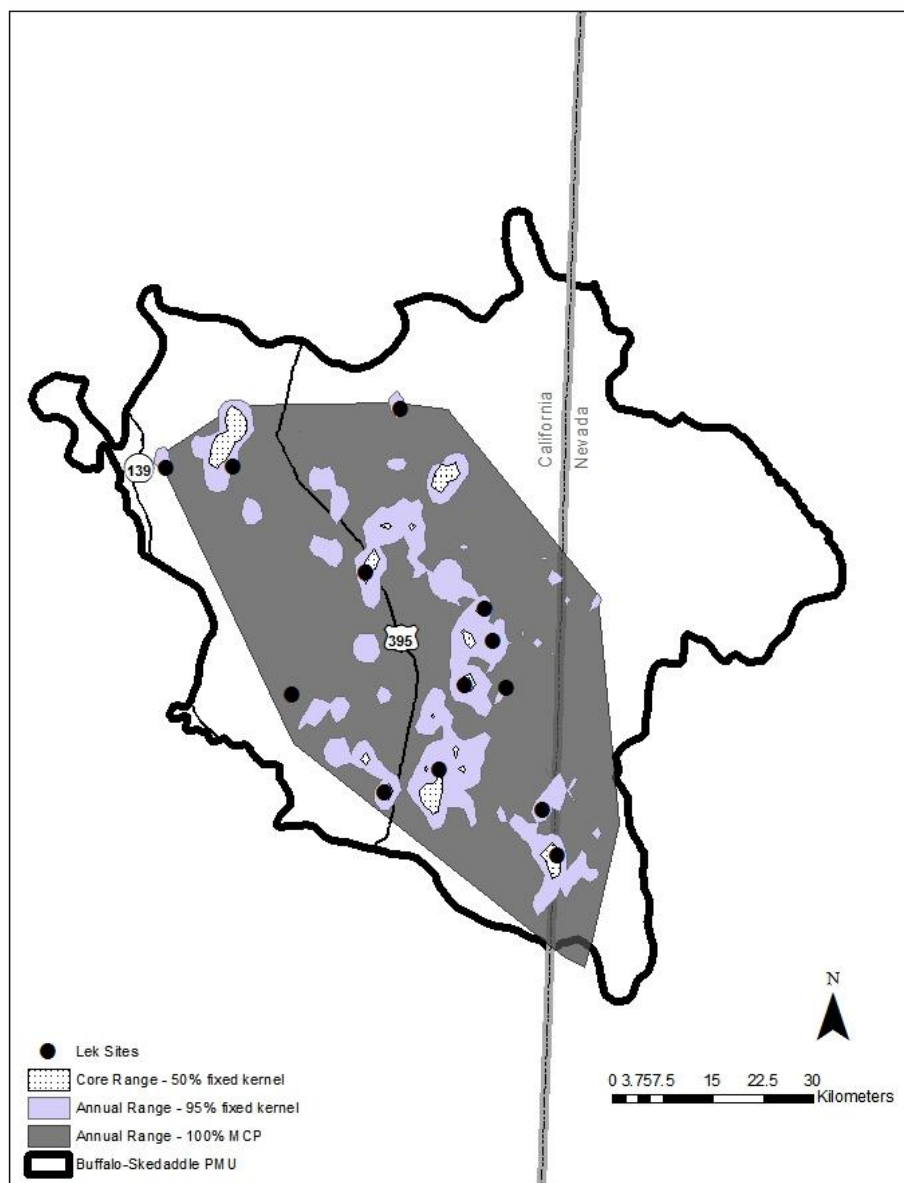 California
Nevada
139
395
N
0 3.757.5 15 22.5 30
Kilometers
Lek Sites
Core Range - 50% fixed kernel
Annual Range - 95% fixed kernel
Annual Range - 100% MCP
Buffalo-Skedaddle PMU